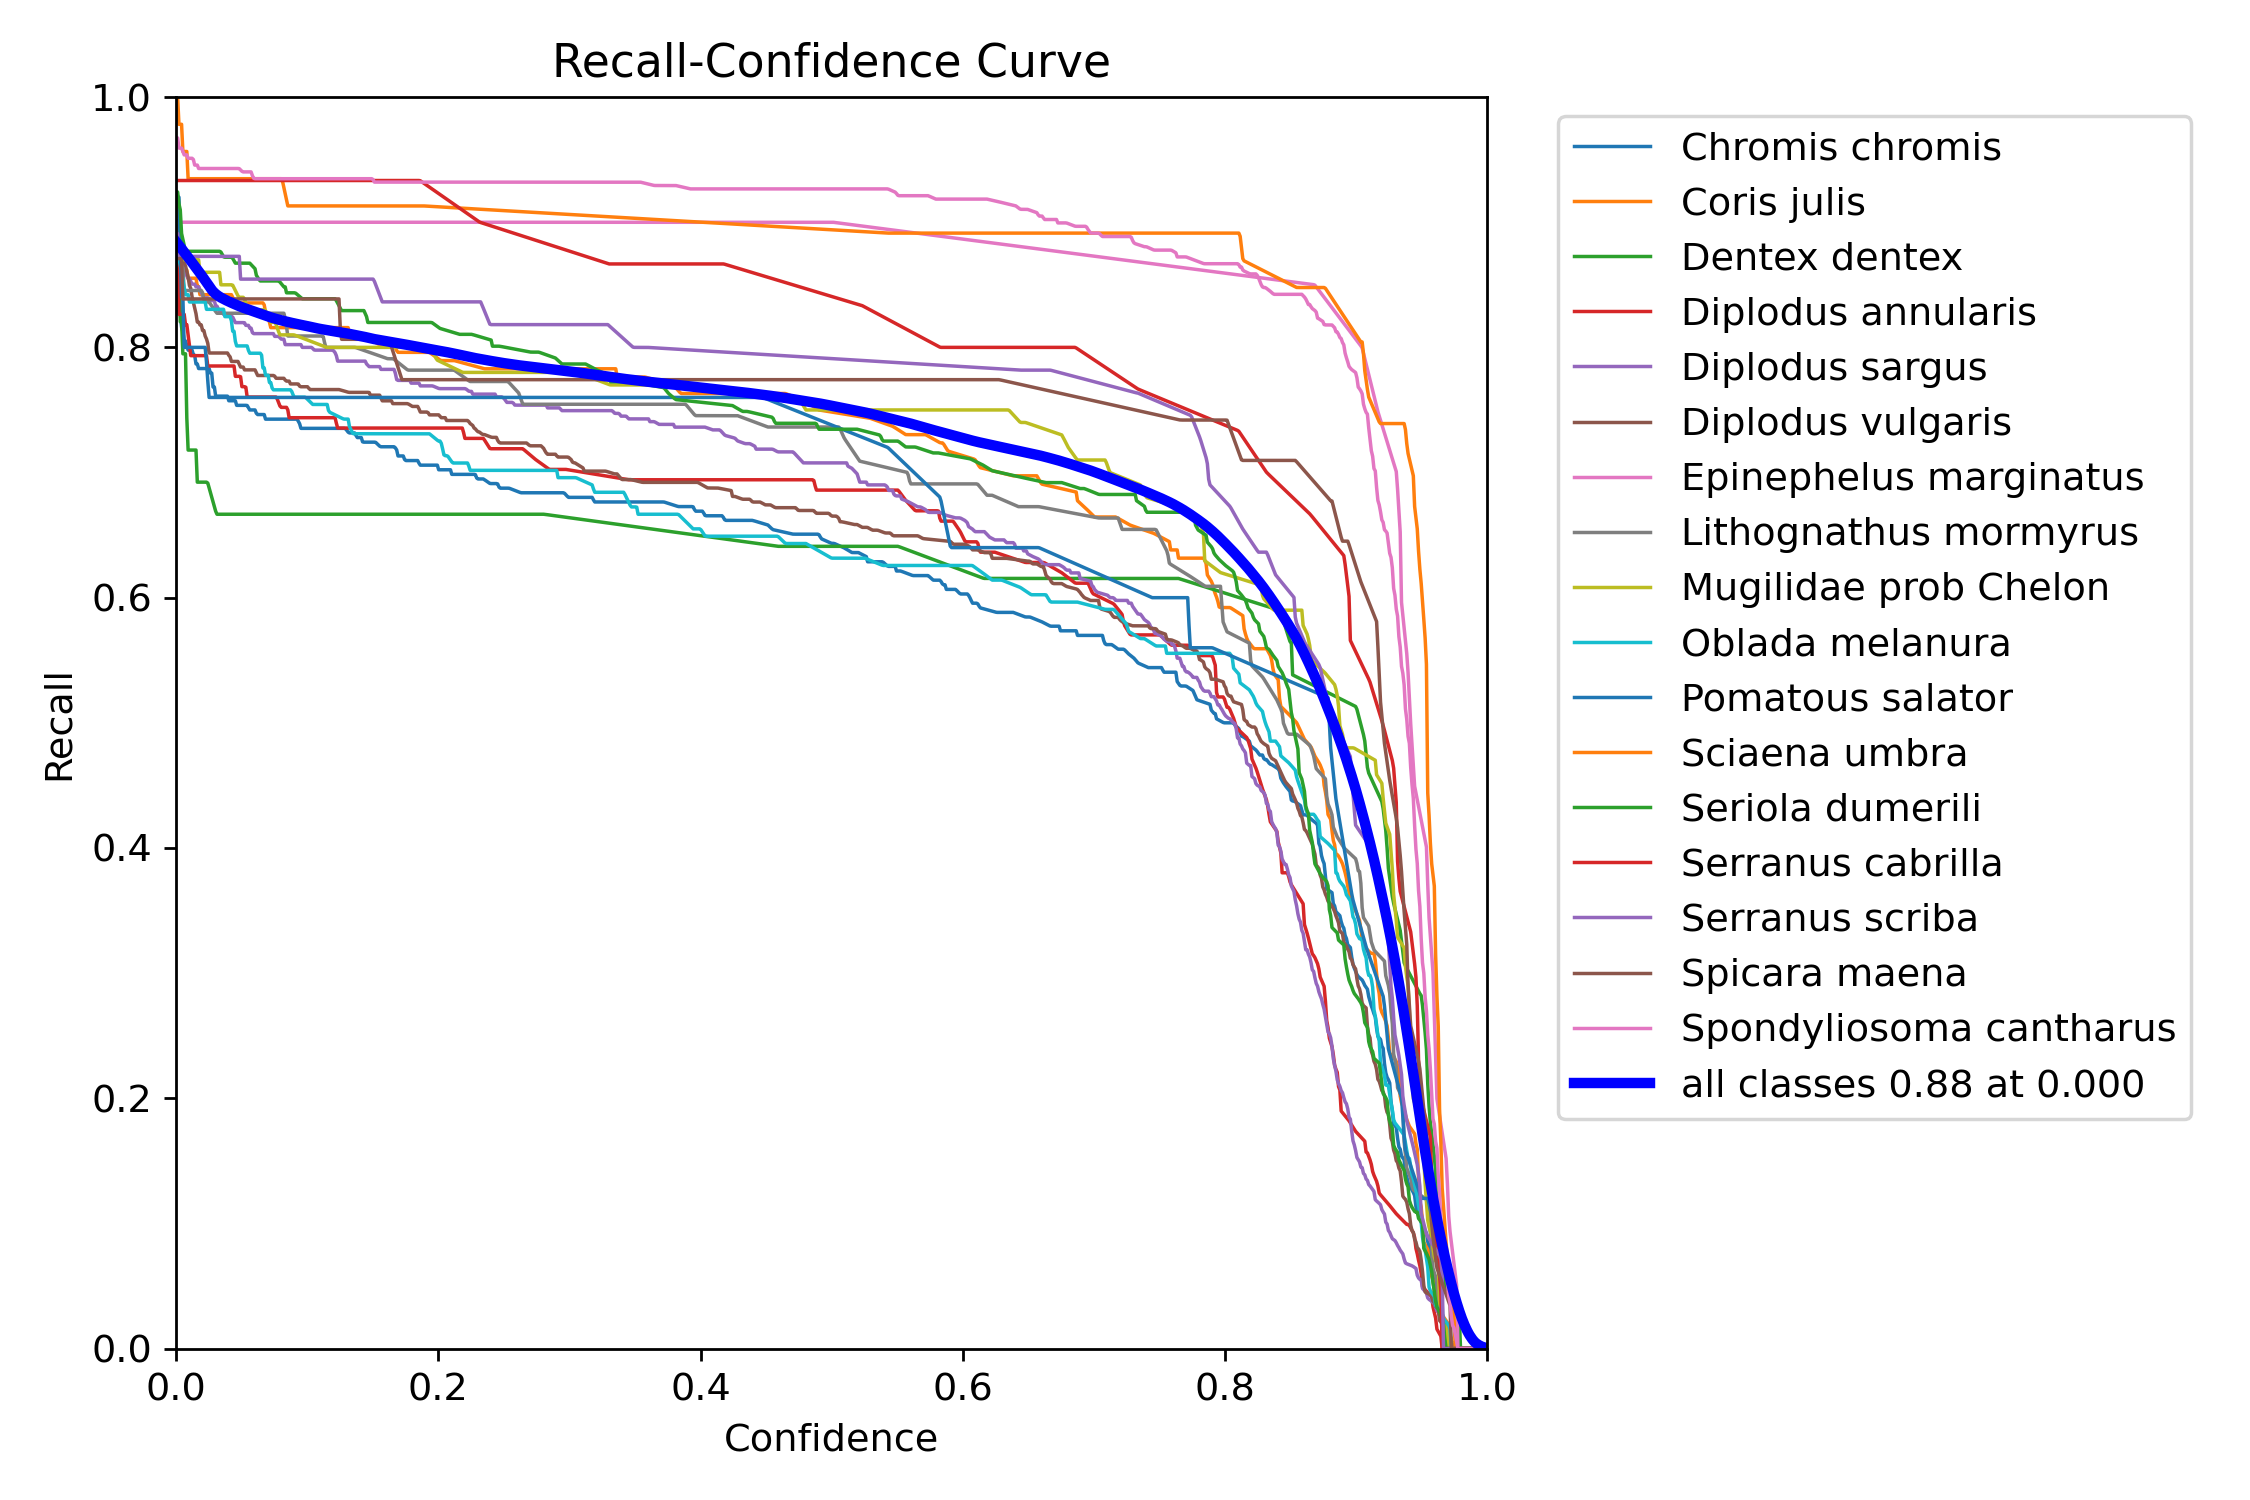 Recall-Confidence Curve
1.0
0.8
0.6
0.4
0.2
0.0
Recall
0.0 0.2 0.4 0.6 0.8 1.0
Confidence
Chromis chromis
Coris julis
Dentex dentex
Diplodus annularis
Diplodus sargus
Diplodus vulgaris
Epinephelus marginatus
Lithognathus mormyrus
Mugilidae prob Chelon
Oblada melanura
Pomatous salator
Sciaena umbra
Seriola dumerili
Serranus cabrilla
Serranus scriba
Spicara maena
Spondyliosoma cantharus
all classes 0.88 at 0.000